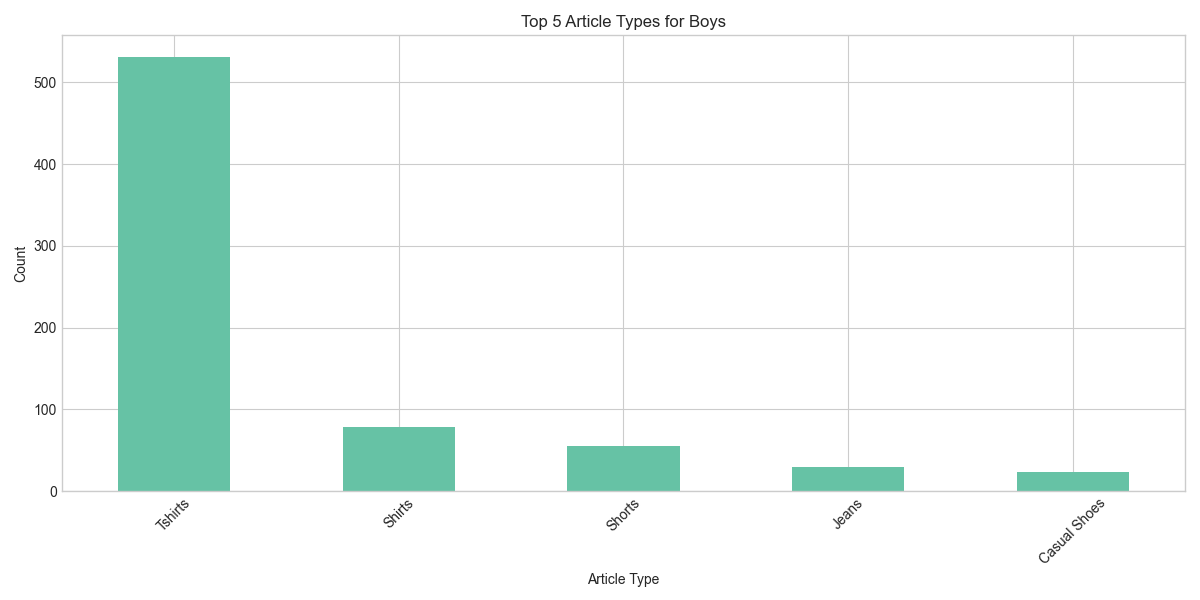 Top 5 Article Types for Boys
Count
500
400
300
200
100
0
Tshirts
Shirts
Shorts
Jeans
Casual Shoes
Article Type